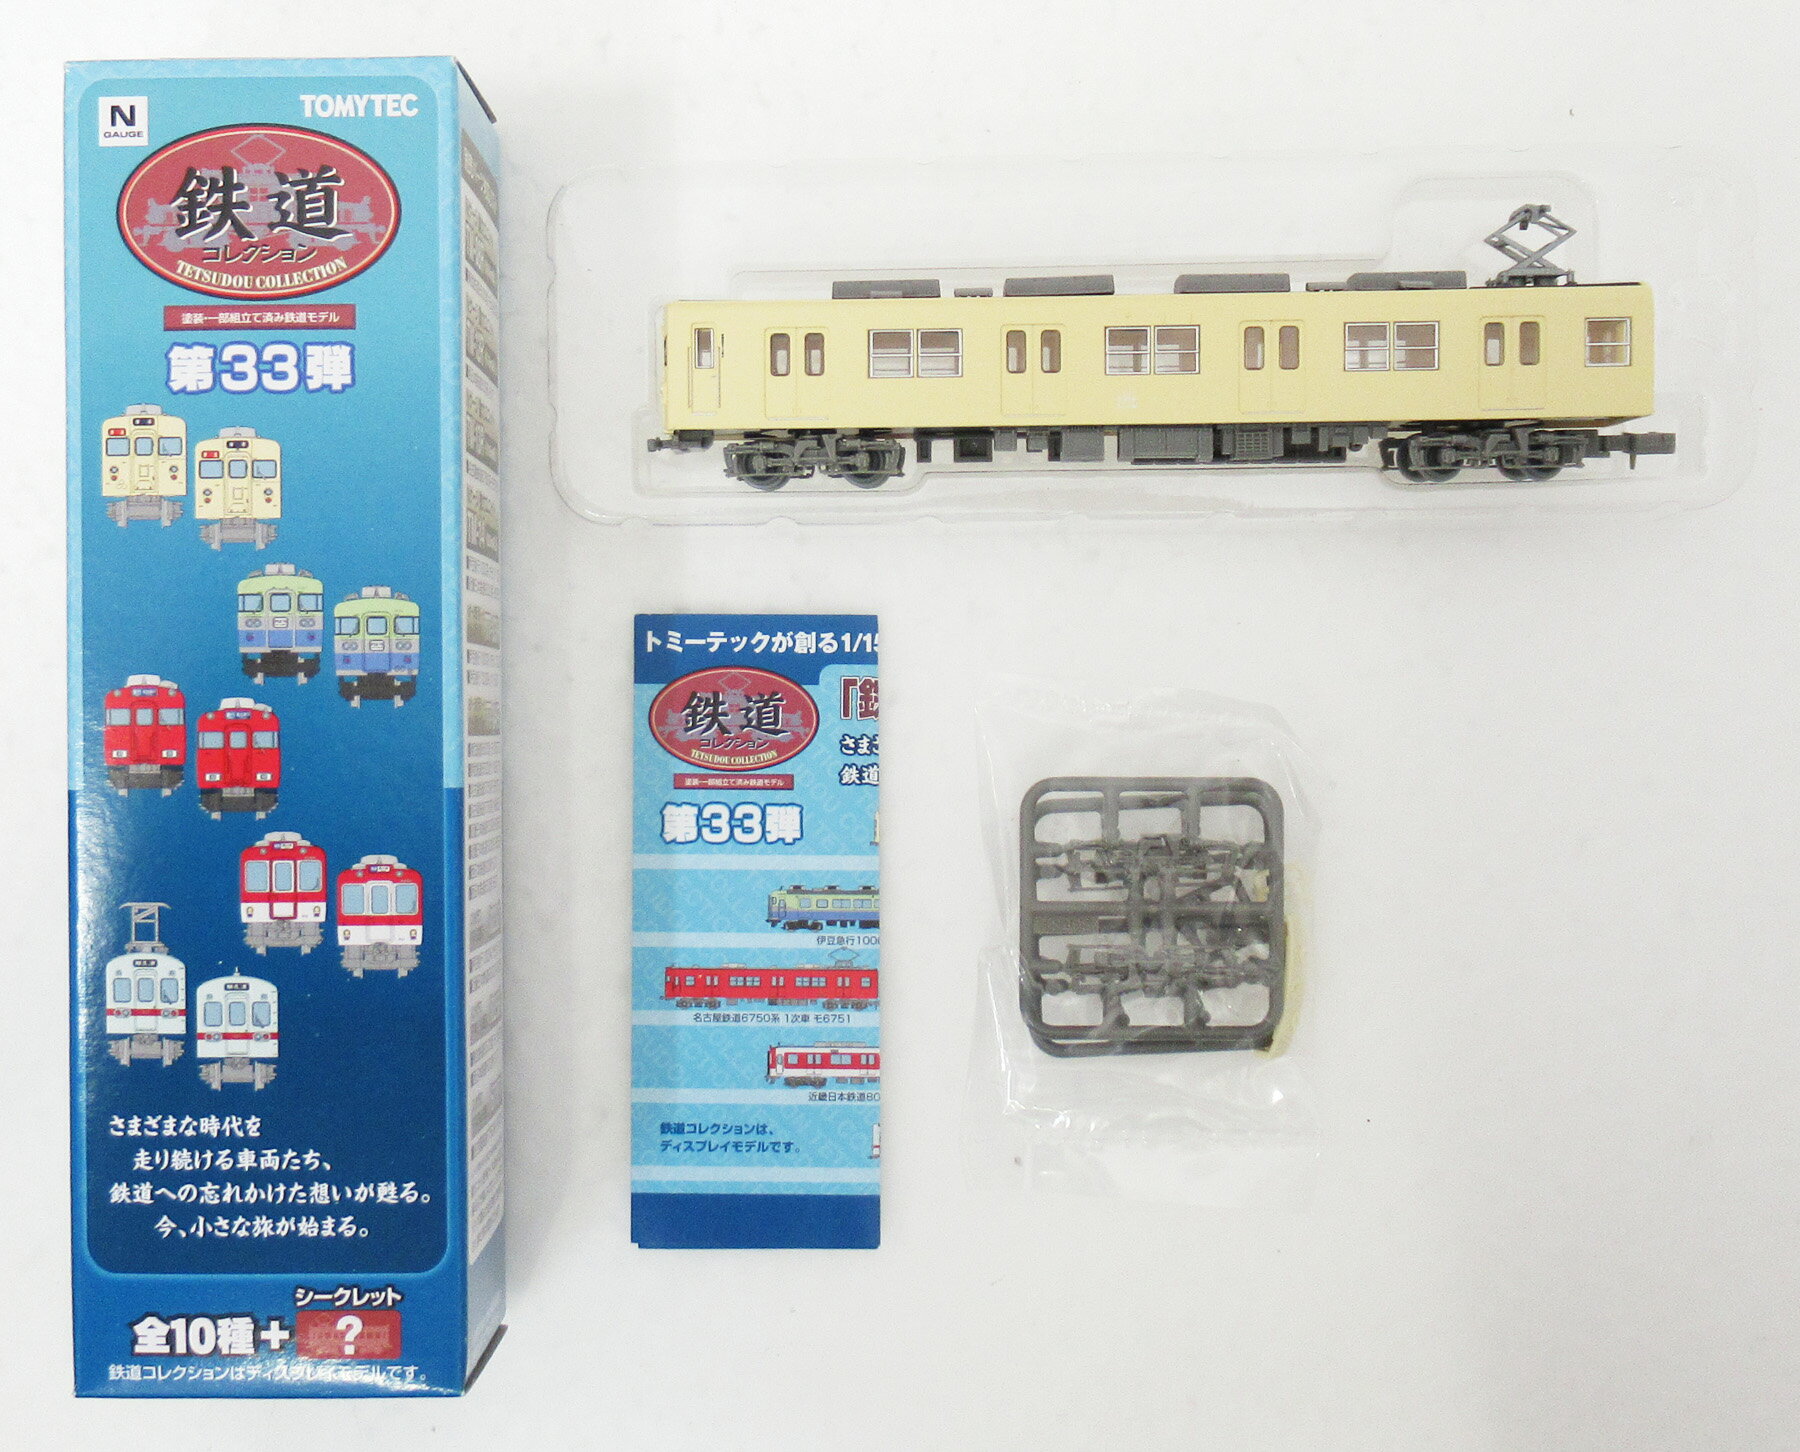 N
GAUGE
TOMYTEC
鉄道
コレクション
TETSUDOU COLLECTION
塗装・一部組立て済み鉄道モデル
第33弾
さまざまな時代を
走り続ける車両たち、
鉄道への忘れかけた想いが甦る。
今、小さな旅が始まる。
シークレット
全10種+
?
鉄道コレクションはディスプレイモデルです。
トミーテックが創る1/15
鉄道
コレクション
TETSUDOU COLLECTION
塗装・一部組立て済み鉄道モデル
「鉄
さまざ
鉄道
第33弾
伊豆急行100
名古屋鉄道6750系 1次車 モ6751
近畿日本鉄道80
鉄道コレクションは、
ディスプレイモデルです。